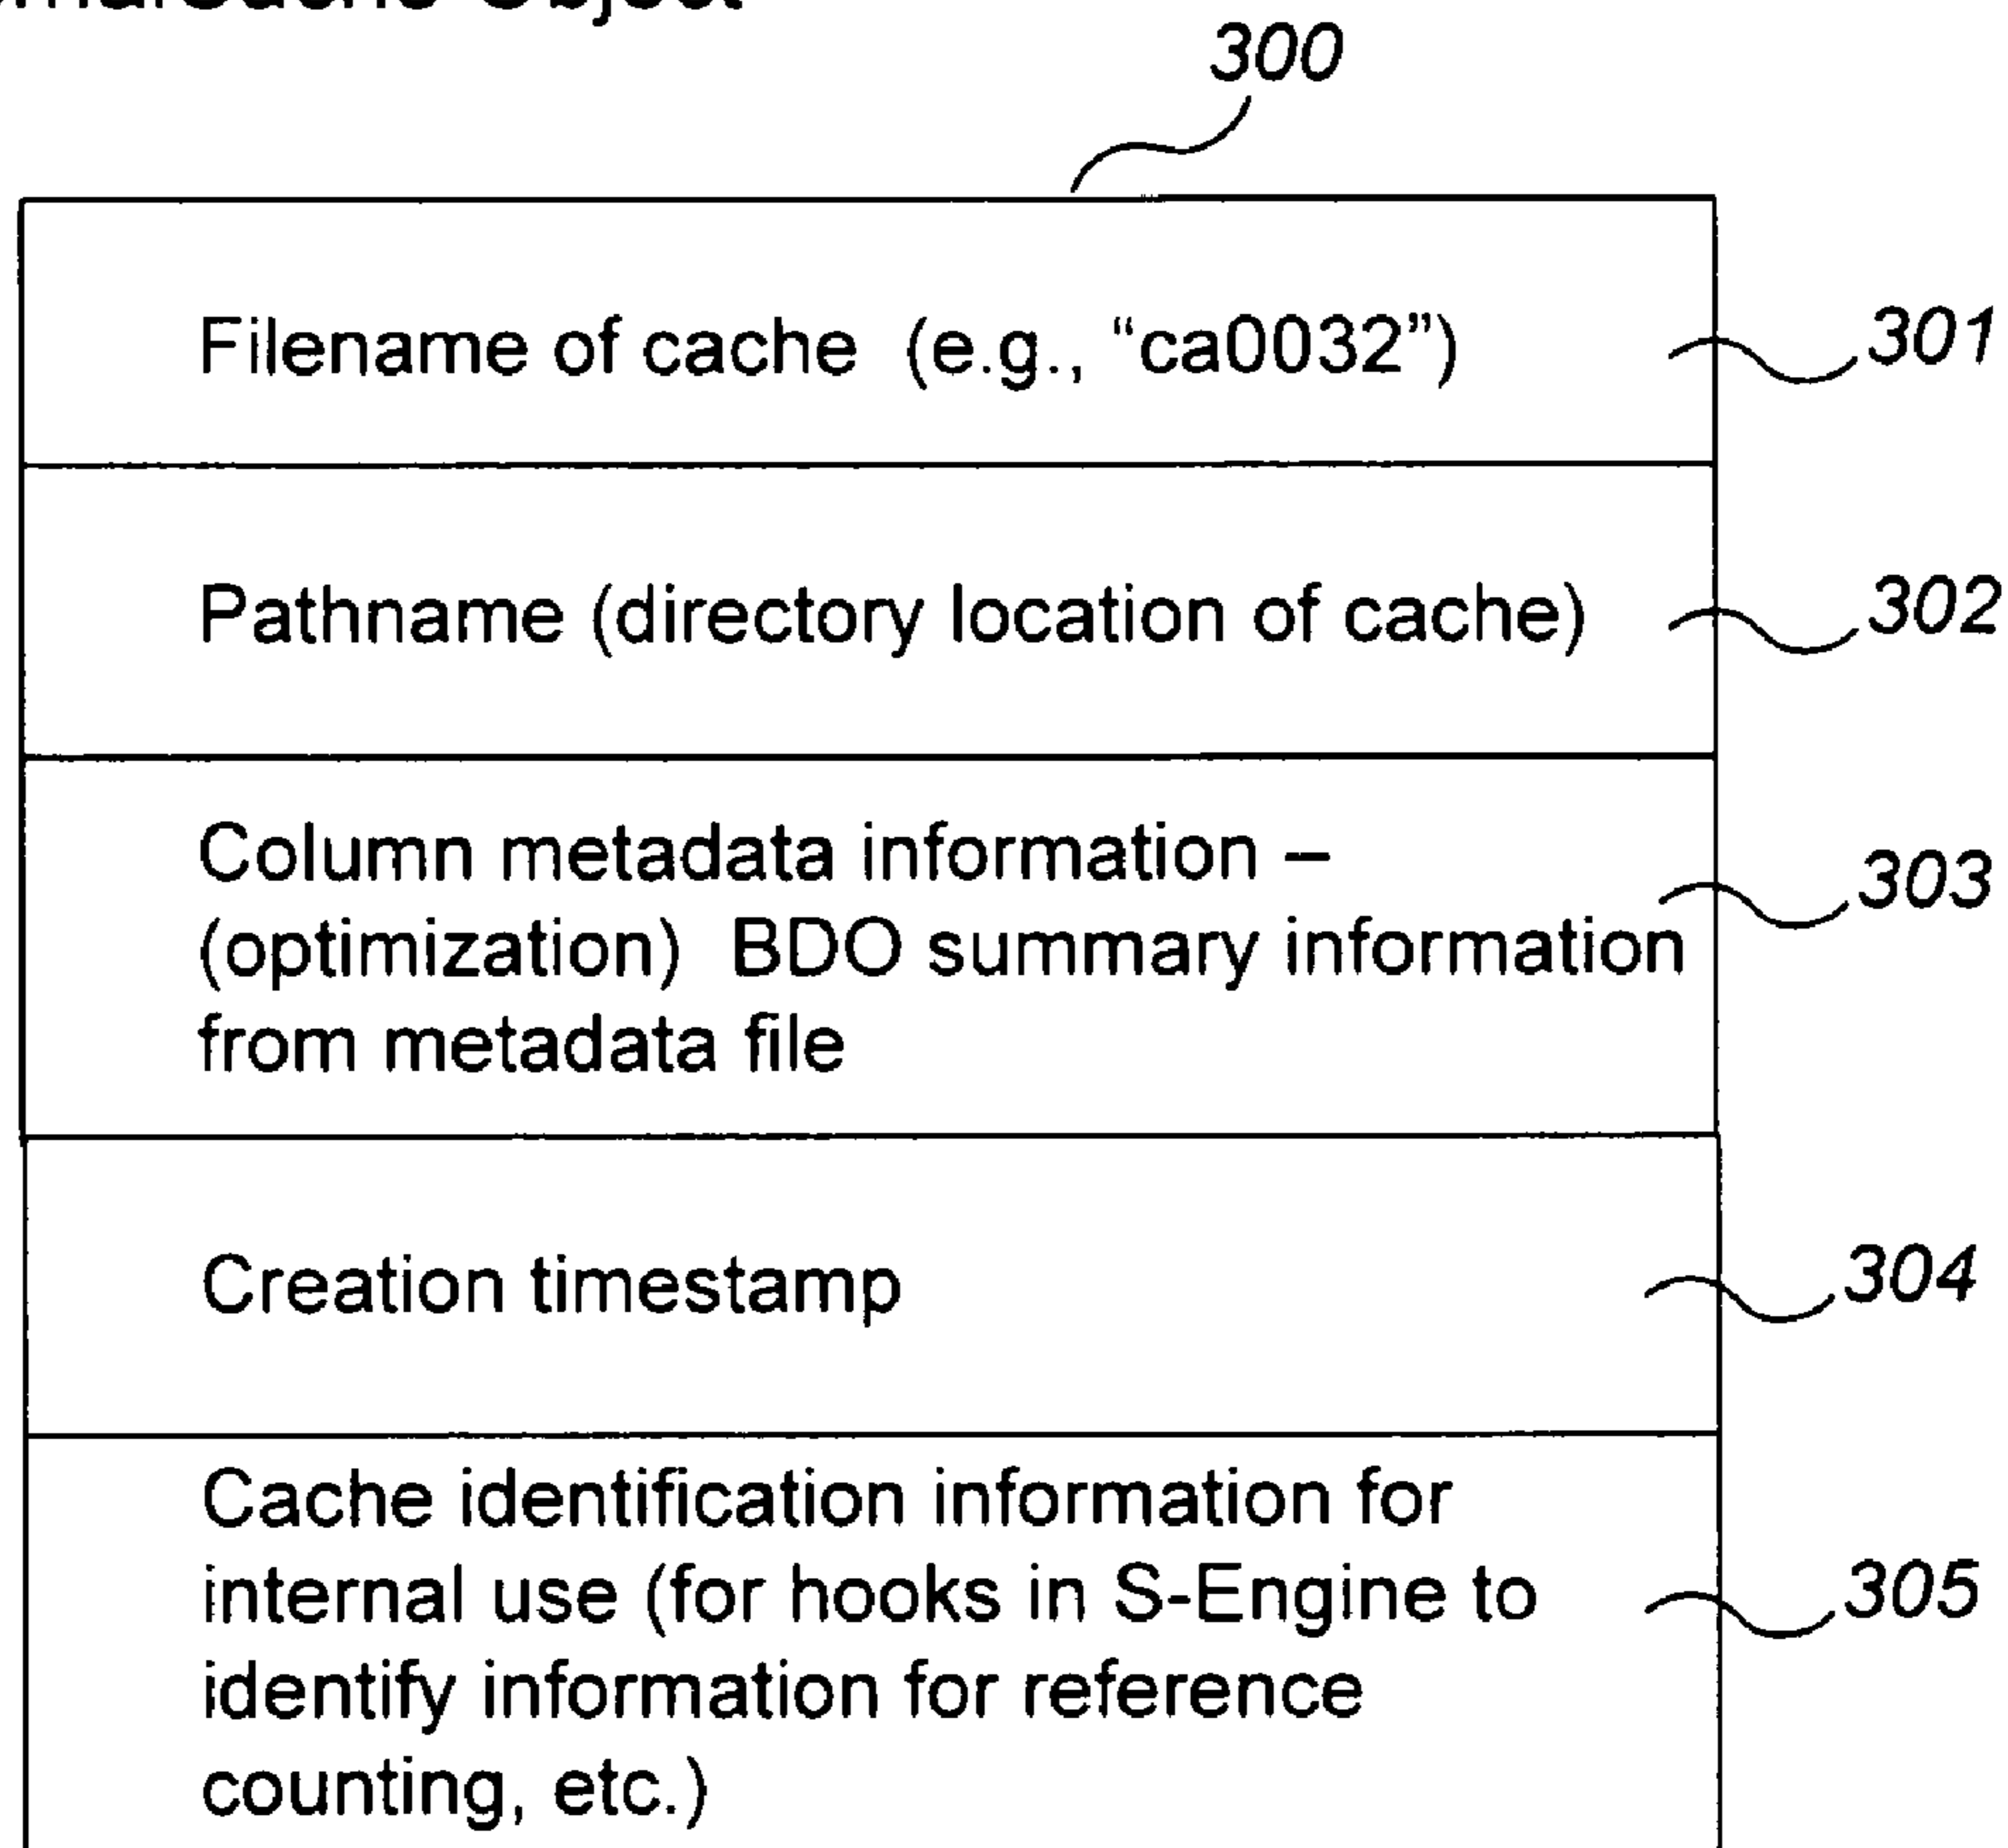 Object
300
Filename of cache (e.g., “ca0032”)
301
Pathname (directory location of cache)
302
Column metadata information –
(optimization) BDO summary information
from metadata file
303
Creation timestamp
304
Cache identification information for
internal use (for hooks in S-Engine to
identify information for reference
counting, etc.)
305